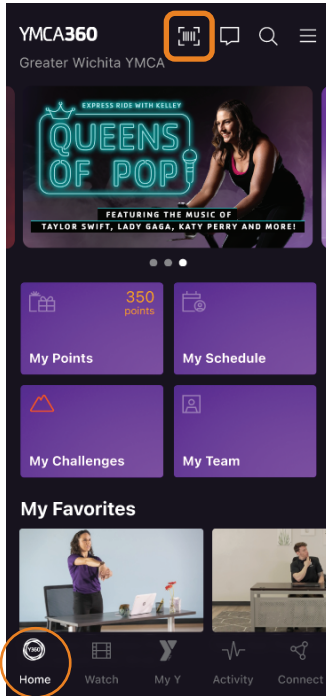 YMCA360
Greater Wichita YMCA
EXPRESS RIDE WITH KELLEY
QUEENS
OF POP
FEATURING THE MUSIC OF
TAYLOR SWIFT, LADY GAGA, KATY PERRY AND MORE!
350
points
My Points
My Schedule
My Challenges
My Team
My Favorites
Y360
Home
Watch
My Y
Activity
Connect